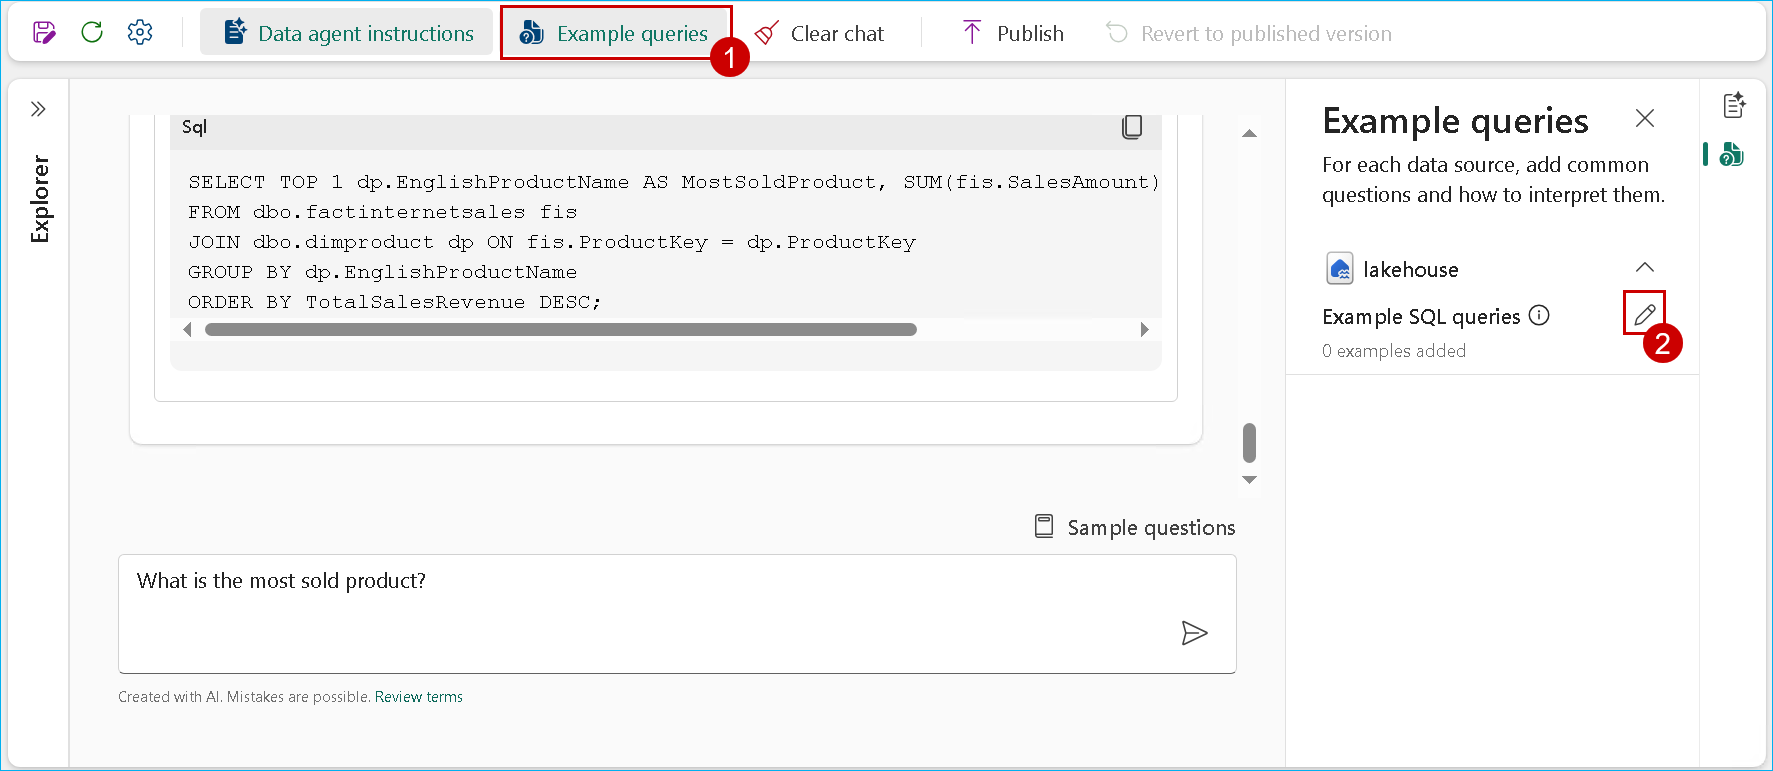 Data agent instructions
Example queries
1
Clear chat
Publish
Revert to published version
Explorer
Sql
SELECT TOP 1 dp.EnglishProductName AS MostSoldProduct, SUM(fis.SalesAmount)
FROM dbo.factinternetsales fis
JOIN dbo.dimproduct dp ON fis.ProductKey = dp.ProductKey
GROUP BY dp.EnglishProductName
ORDER BY TotalSalesRevenue DESC;
Sample questions
What is the most sold product?
Created with AI. Mistakes are possible. Review terms
Example queries
For each data source, add common
questions and how to interpret them.
lakehouse
Example SQL queries
2
0 examples added